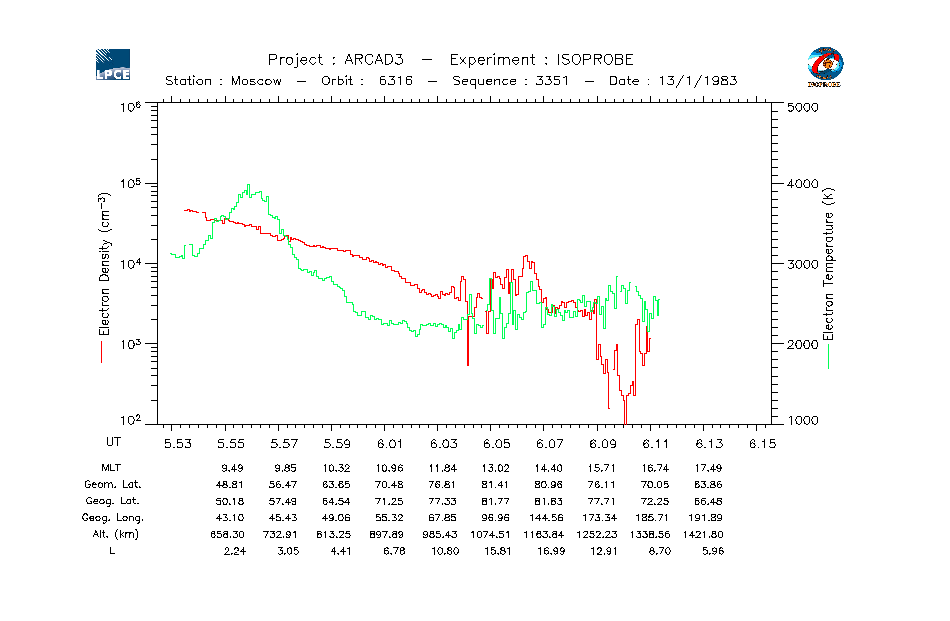 LPCE
Project : ARCAD3 — Experiment : ISOPROBE
ISOPROBE
Station : Moscow — Orbit : 6316 — Sequence : 3351 — Date : 13/1/1983
10⁶ 5000
10⁵ 4000
10⁴ 3000
10³ 2000
10² 1000
Electron Density (cm⁻³)
Electron Temperature (K)
UT 5.53 5.55 5.57 5.59 6.01 6.03 6.05 6.07 6.09 6.11 6.13 6.15
MLT 9.49 9.85 10.32 10.96 11.84 13.02 14.40 15.71 16.74 17.49
Geom. Lat. 48.81 56.47 63.65 70.48 76.81 81.41 80.96 76.11 70.05 63.86
Geog. Lat. 50.18 57.49 64.54 71.25 77.33 81.77 81.63 77.71 72.25 66.48
Geog. Long. 43.10 45.43 49.06 55.32 67.85 96.96 144.56 173.34 185.71 191.89
Alt. (km) 658.30 732.91 813.25 897.89 985.43 1074.51 1163.84 1252.23 1338.56 1421.80
L 2.24 3.05 4.41 6.78 10.80 15.81 16.99 12.91 8.70 5.96